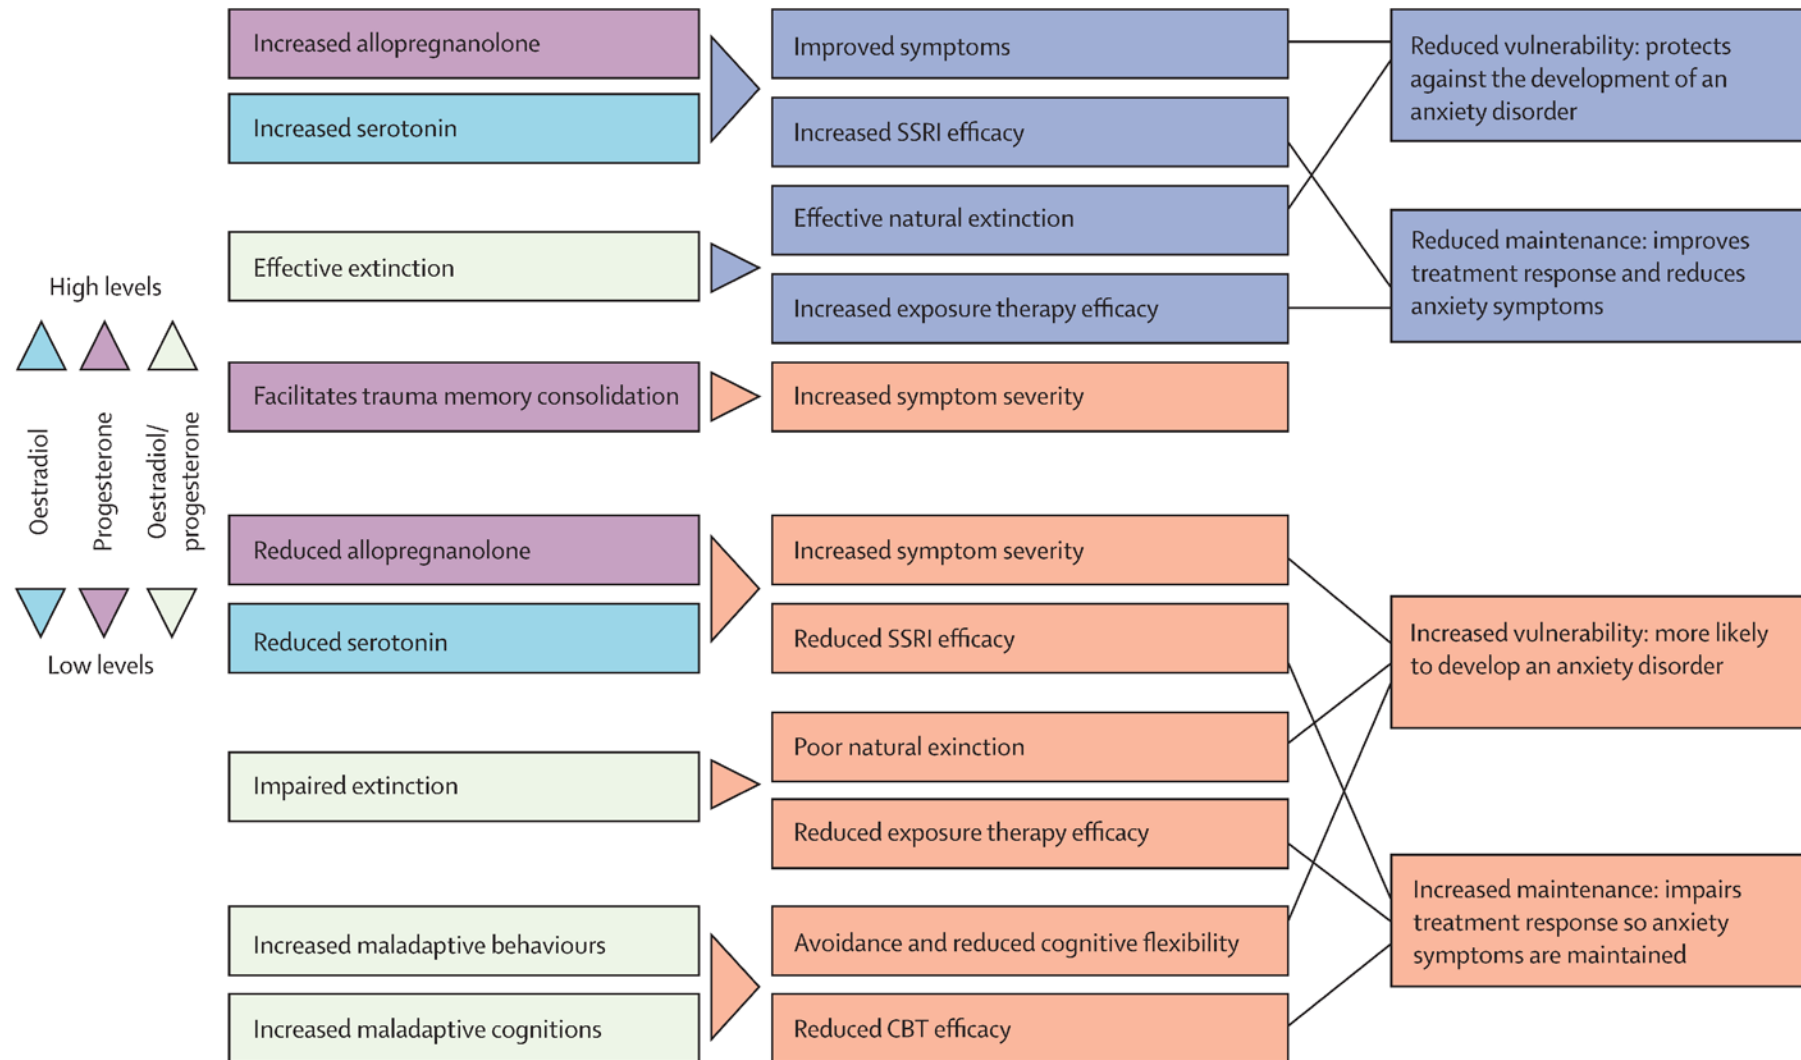 Increased allopregnanolone
Increased serotonin
Effective extinction
Facilitates trauma memory consolidation
Reduced allopregnanolone
Reduced serotonin
Impaired extinction
Increased maladaptive behaviours
Increased maladaptive cognitions
High levels
Oestradiol
Progesterone
Oestradiol/
progesterone
Low levels
Improved symptoms
Increased SSRI efficacy
Effective natural extinction
Increased exposure therapy efficacy
Increased symptom severity
Increased symptom severity
Reduced SSRI efficacy
Poor natural exinction
Reduced exposure therapy efficacy
Avoidance and reduced cognitive flexibility
Reduced CBT efficacy
Reduced vulnerability: protects
against the development of an
anxiety disorder
Reduced maintenance: improves
treatment response and reduces
anxiety symptoms
Increased vulnerability: more likely
to develop an anxiety disorder
Increased maintenance: impairs
treatment response so anxiety
symptoms are maintained